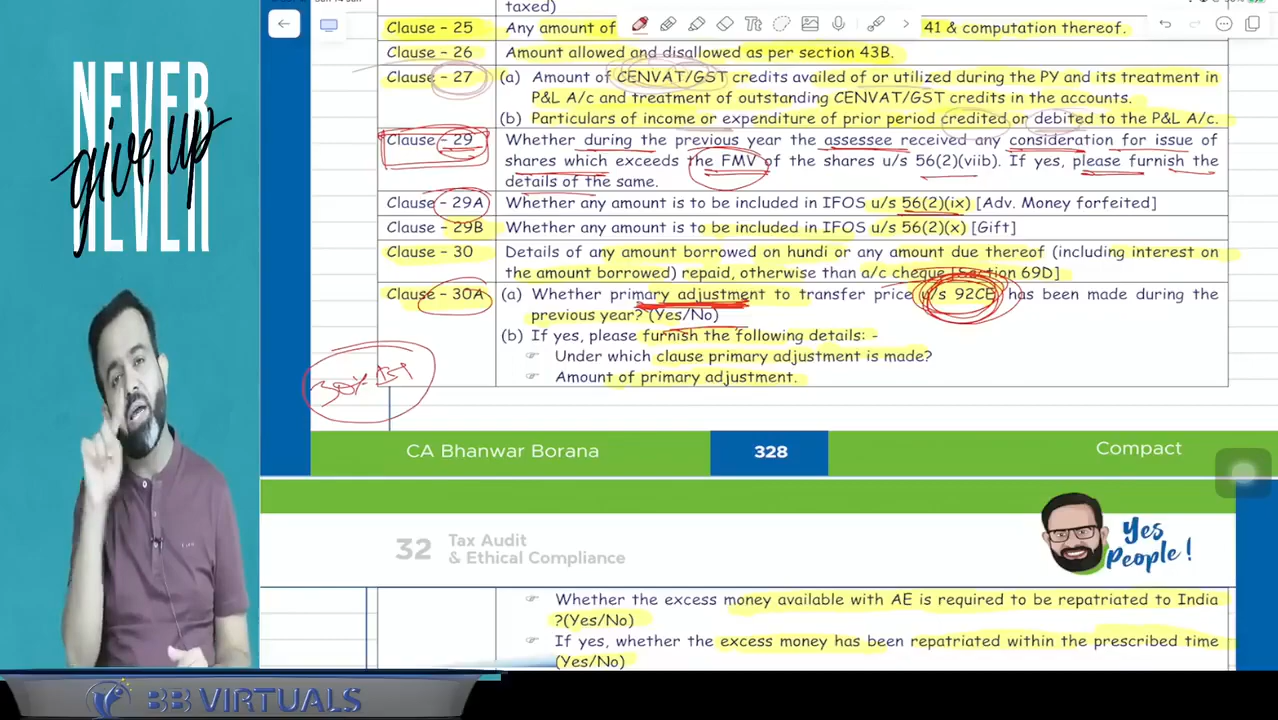 taxed)
Clause – 25 Any amount of 41 & computation thereof.
Clause – 26 Amount allowed and disallowed as per section 43B.
Clause – 27 (a) Amount of CENVAT/GST credits availed of or utilized during the PY and its treatment in
P&L A/c and treatment of outstanding CENVAT/GST credits in the accounts.
(b) Particulars of income or expenditure of prior period credited or debited to the P&L A/c.
Clause – 29 Whether during the previous year the assessee received any consideration for issue of
shares which exceeds the FMV of the shares u/s 56(2)(viib). If yes, please furnish the
details of the same.
Clause – 29A Whether any amount is to be included in IFOS u/s 56(2)(ix) [Adv. Money forfeited]
Clause – 29B Whether any amount is to be included in IFOS u/s 56(2)(x) [Gift]
Clause – 30 Details of any amount borrowed on hundi or any amount due thereof (including interest on
the amount borrowed) repaid, otherwise than a/c cheque [Section 69D]
Clause – 30A (a) Whether primary adjustment to transfer price u/s 92CE has been made during the
previous year? (Yes/No)
(b) If yes, please furnish the following details: -
Under which clause primary adjustment is made?
Amount of primary adjustment.
CA Bhanwar Borana 328 Compact
32 Tax Audit
& Ethical Compliance
Yes
People!
Whether the excess money available with AE is required to be repatriated to India
?(Yes/No)
If yes, whether the excess money has been repatriated within the prescribed time
(Yes/No)
NEVER
give up
NEVER
BB VIRTUALS